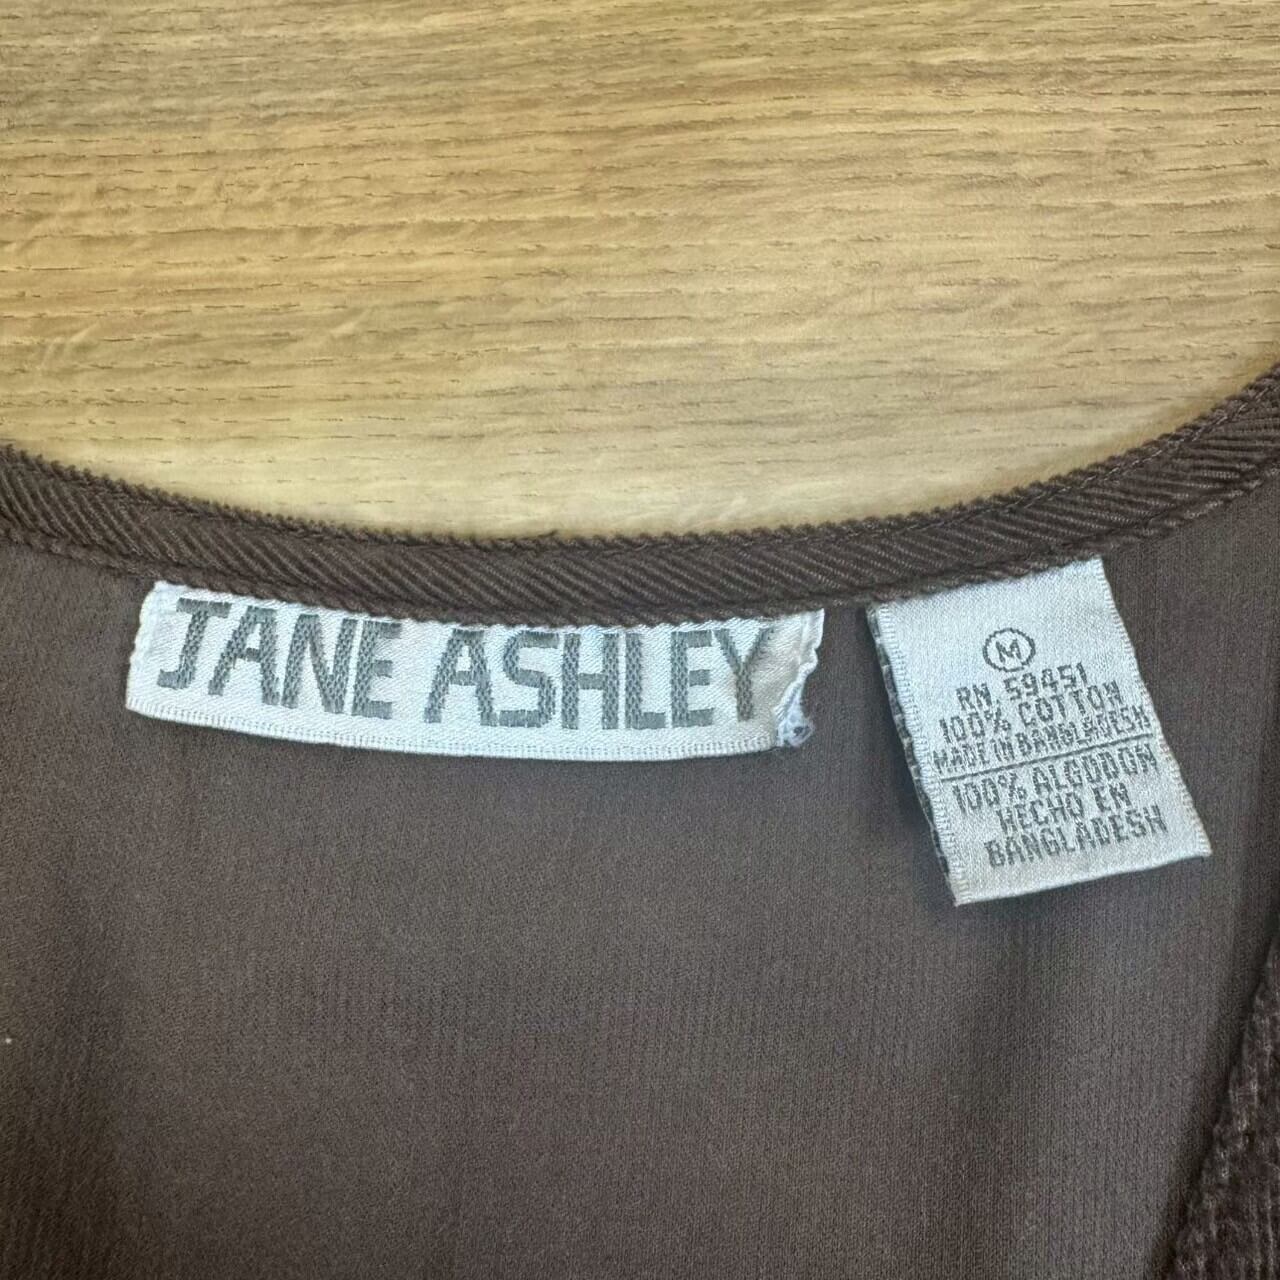 JANE ASHLEY
M
RN 59451
100% COTTON
MADE IN BANGLADESH
100% ALGODON
HECHO EN
BANGLADESH